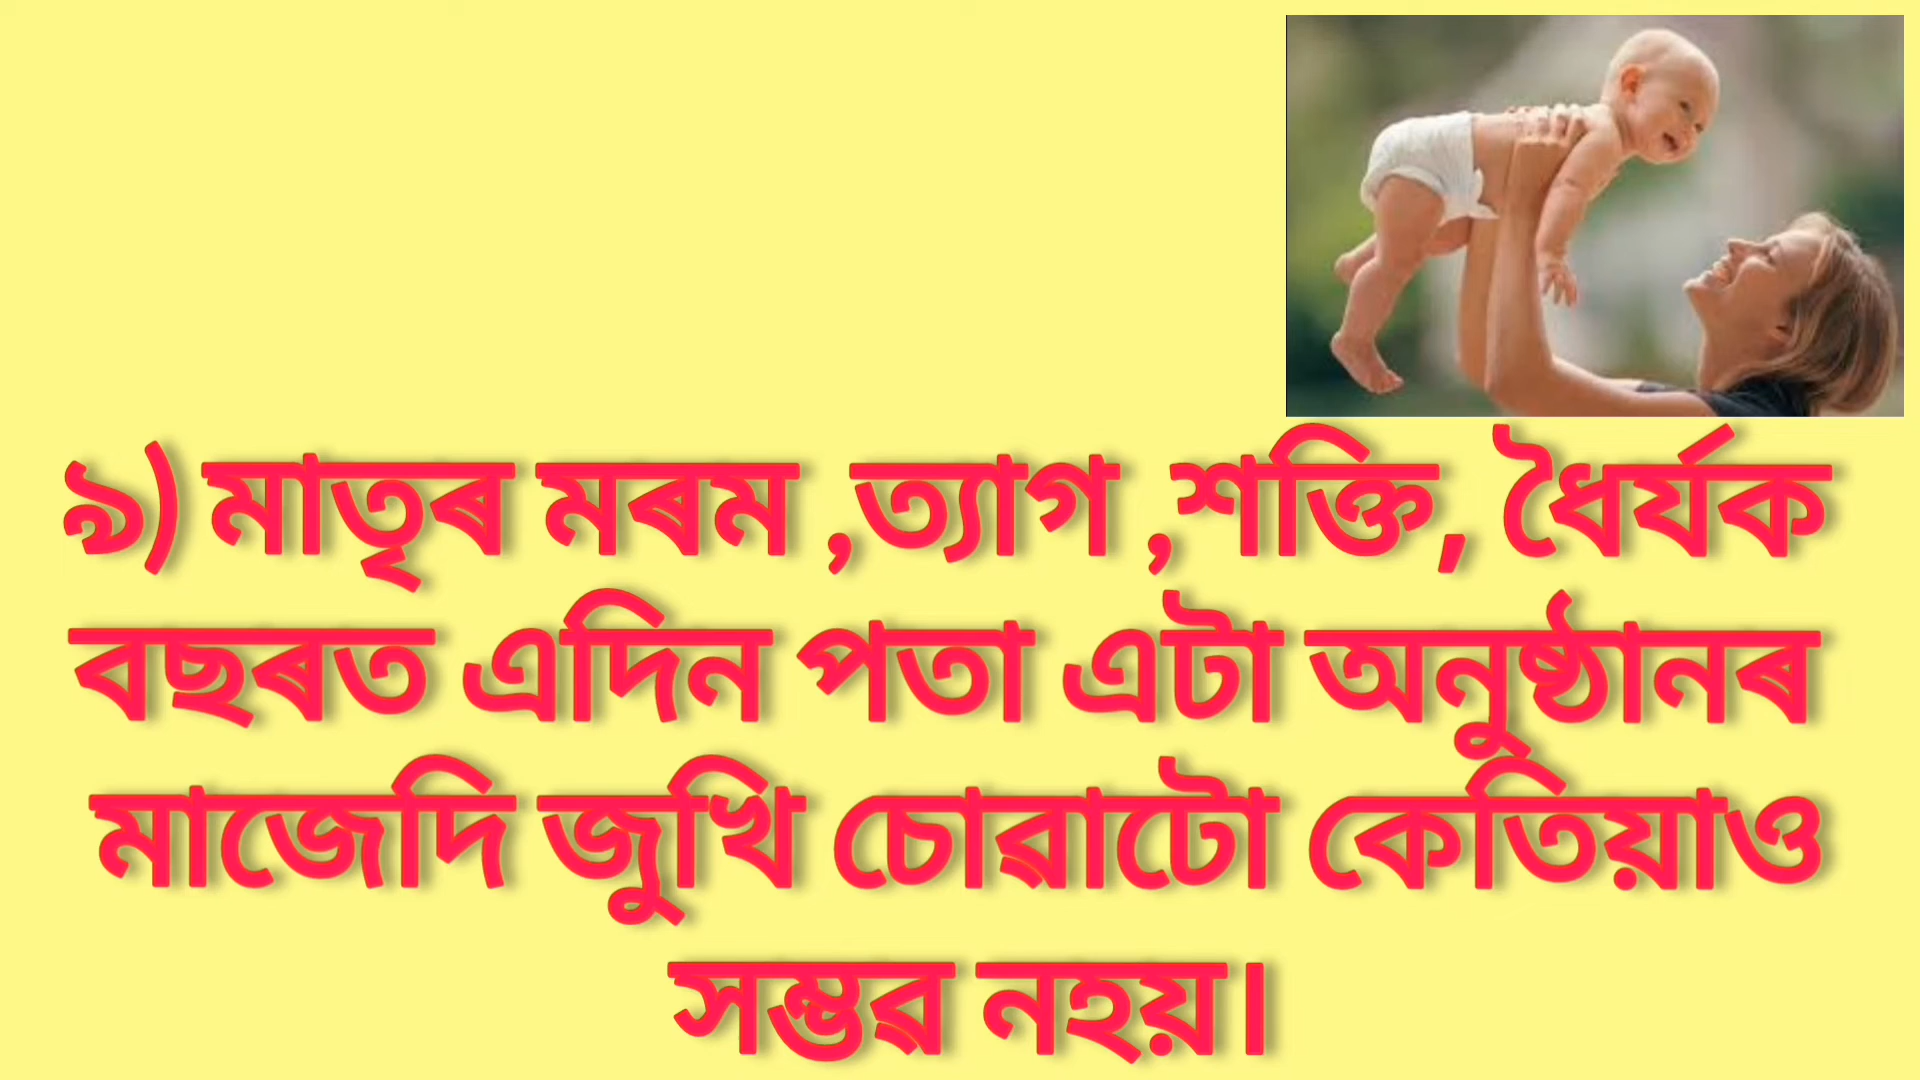 ৯) মাতৃৰ মৰম ,ত্যাগ ,শক্তি, ধৈৰ্যক
বছৰত এদিন পতা এটা অনুষ্ঠানৰ
মাজেদি জুখি চোৱাটো কেতিয়াও
সম্ভৱ নহয়।